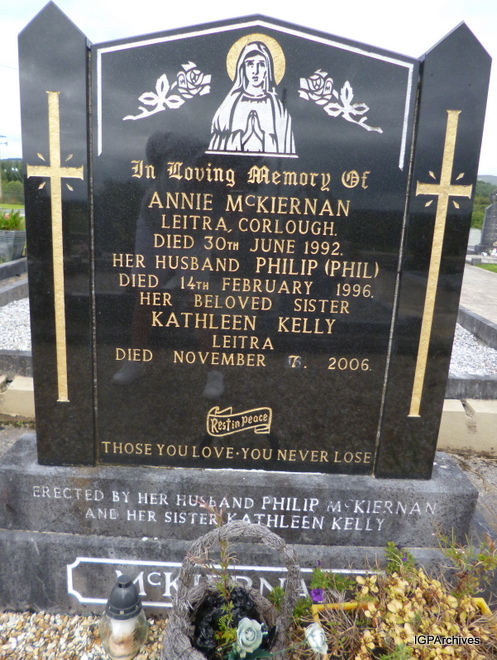 In Loving Memory Of
ANNIE McKIERNAN
LEITRA, CORLOUGH.
DIED 30TH JUNE 1992.
HER HUSBAND PHILIP (PHIL)
DIED 14TH FEBRUARY 1996.
HER BELOVED SISTER
KATHLEEN KELLY
LEITRA
DIED NOVEMBER 7. 2006.
Rest in Peace
THOSE YOU LOVE · YOU NEVER LOSE
ERECTED BY HER HUSBAND PHILIP McKIERNAN
AND HER SISTER KATHLEEN KELLY
McKIERNA
IGPArchives